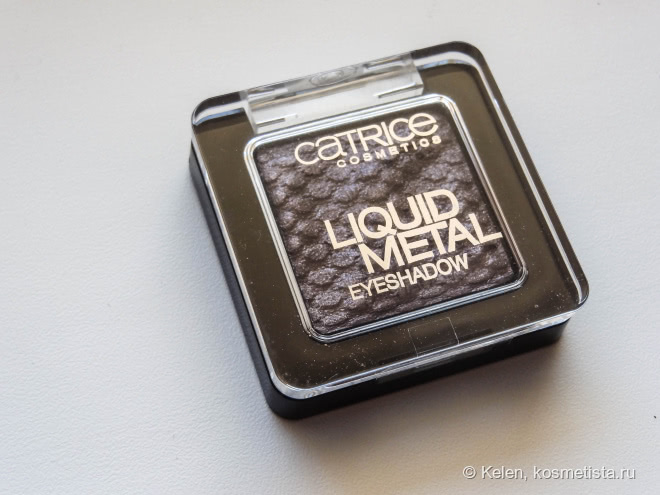 CATRICE
COSMETICS
LIQUID
METAL
EYESHADOW
© Kelen, kosmetista.ru